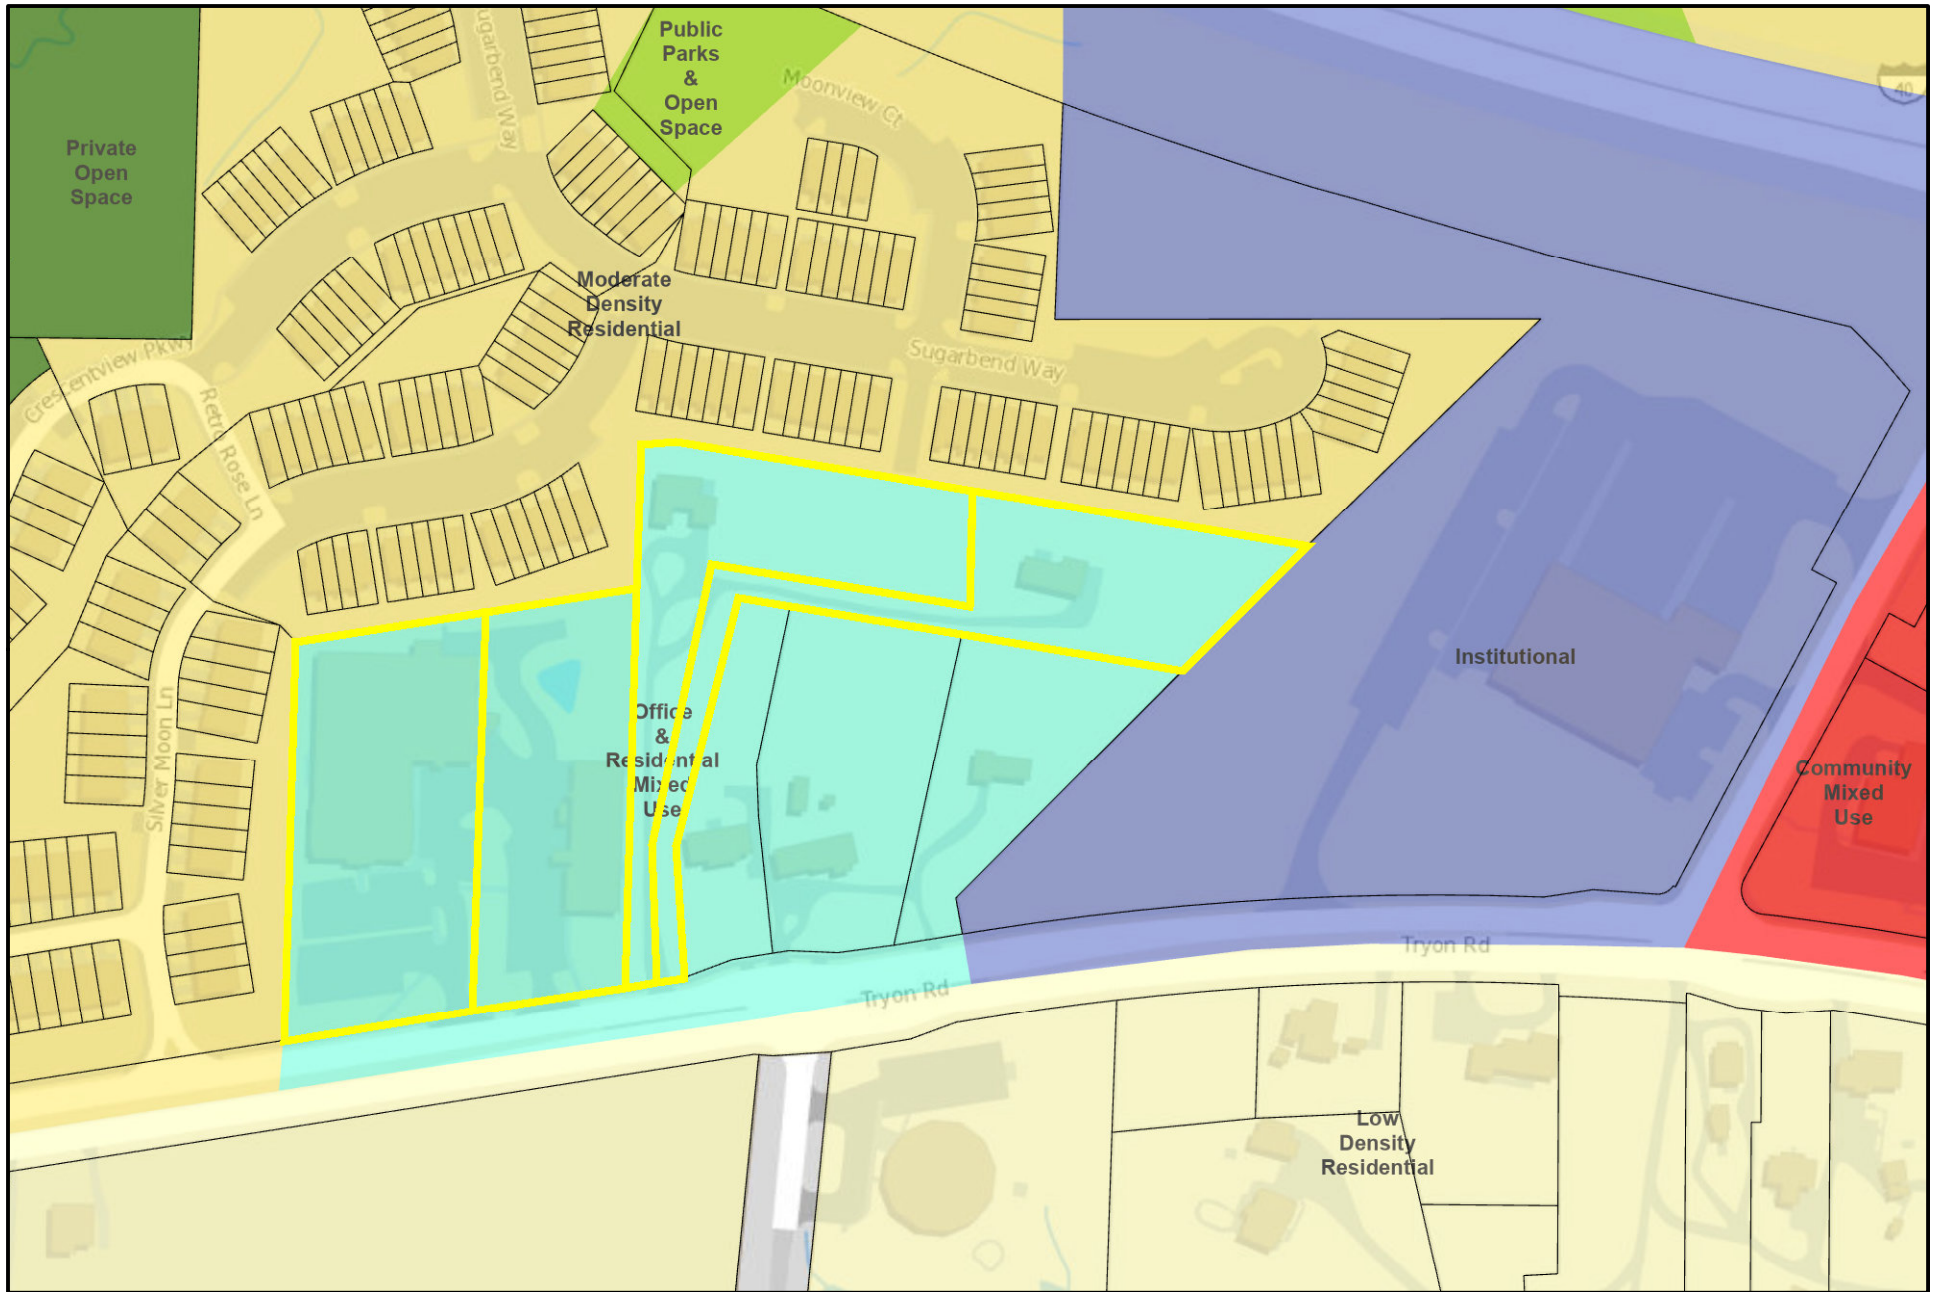 Sugarbend Way
Public
Parks
&
Open
Space
Moonview Ct
40
Private
Open
Space
Moderate
Density
Residential
Crescentview Pkwy
Retro Rose Ln
Sugarbend Way
Institutional
Silver Moon Ln
Office
&
Residential
Mixed
Use
Community
Mixed
Use
Tryon Rd
Tryon Rd
Low
Density
Residential